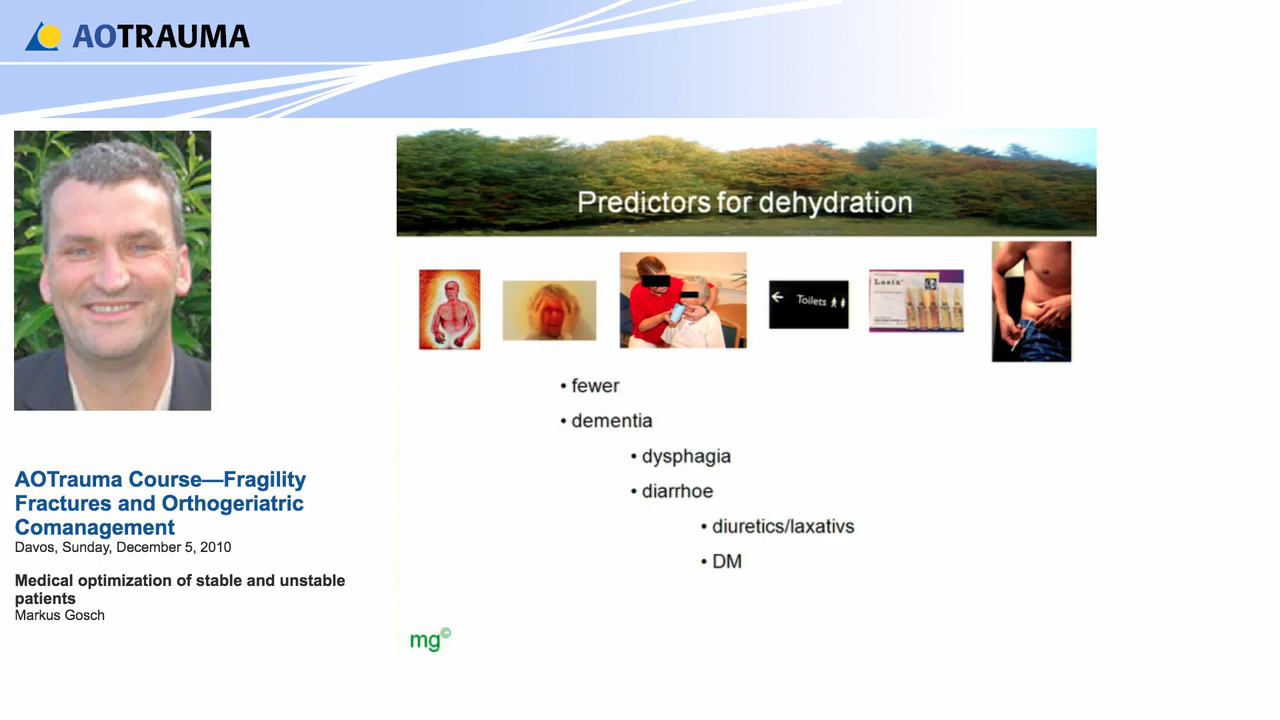 AOTRAUMA
Predictors for dehydration
Toilets
Lasix
• fewer
• dementia
• dysphagia
• diarrhoe
• diuretics/laxativs
• DM
mg©
AOTrauma Course—Fragility
Fractures and Orthogeriatric
Comanagement
Davos, Sunday, December 5, 2010
Medical optimization of stable and unstable
patients
Markus Gosch